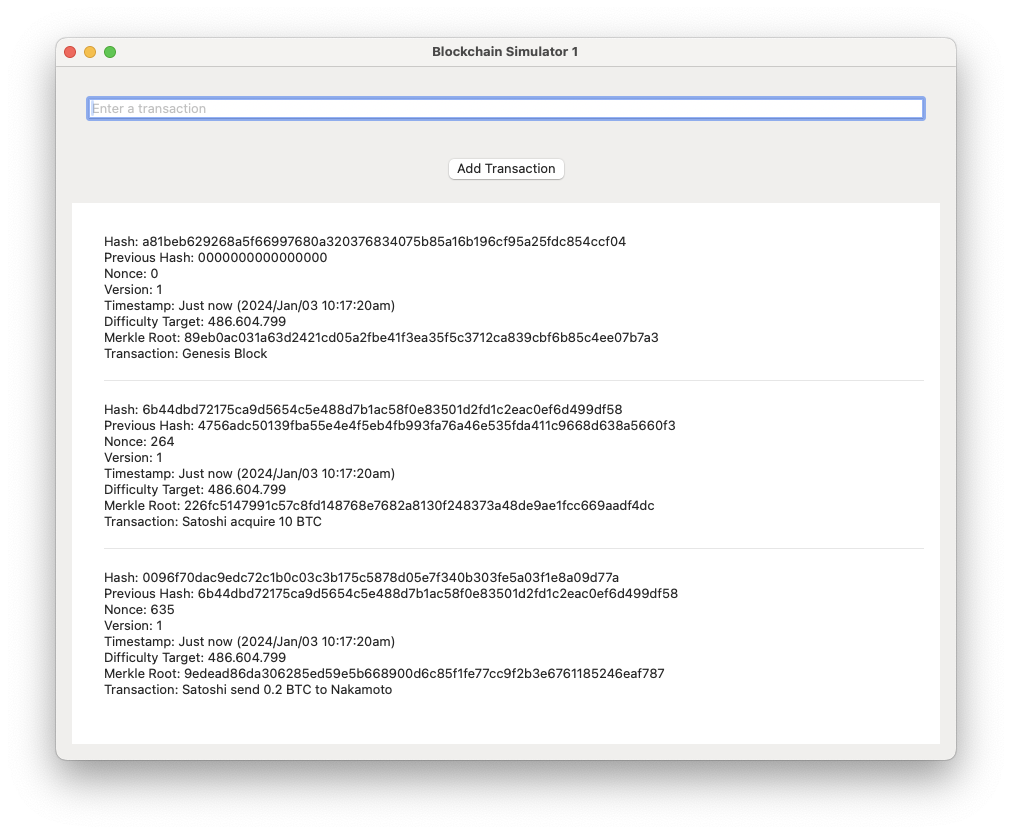 Blockchain Simulator 1
Enter a transaction
Add Transaction
Hash: a81beb629268a5f66997680a320376834075b85a16b196cf95a25fdc854ccf04
Previous Hash: 0000000000000000
Nonce: 0
Version: 1
Timestamp: Just now (2024/Jan/03 10:17:20am)
Difficulty Target: 486.604.799
Merkle Root: 89eb0ac031a63d2421cd05a2fbe41f3ea35f5c3712ca839cbf6b85c4ee07b7a3
Transaction: Genesis Block
Hash: 6b44dbd72175ca9d5654c5e488d7b1ac58f0e83501d2fd1c2eac0ef6d499df58
Previous Hash: 4756adc50139fba55e4e4f5eb4fb993fa76a46e535fda411c9668d638a5660f3
Nonce: 264
Version: 1
Timestamp: Just now (2024/Jan/03 10:17:20am)
Difficulty Target: 486.604.799
Merkle Root: 226fc5147991c57c8fd148768e7682a8130f248373a48de9ae1fcc669aadf4dc
Transaction: Satoshi acquire 10 BTC
Hash: 0096f70dac9edc72c1b0c03c3b175c5878d05e7f340b303fe5a03f1e8a09d77a
Previous Hash: 6b44dbd72175ca9d5654c5e488d7b1ac58f0e83501d2fd1c2eac0ef6d499df58
Nonce: 635
Version: 1
Timestamp: Just now (2024/Jan/03 10:17:20am)
Difficulty Target: 486.604.799
Merkle Root: 9edead86da306285ed59e5b668900d6c85f1fe77cc9f2b3e6761185246eaf787
Transaction: Satoshi send 0.2 BTC to Nakamoto